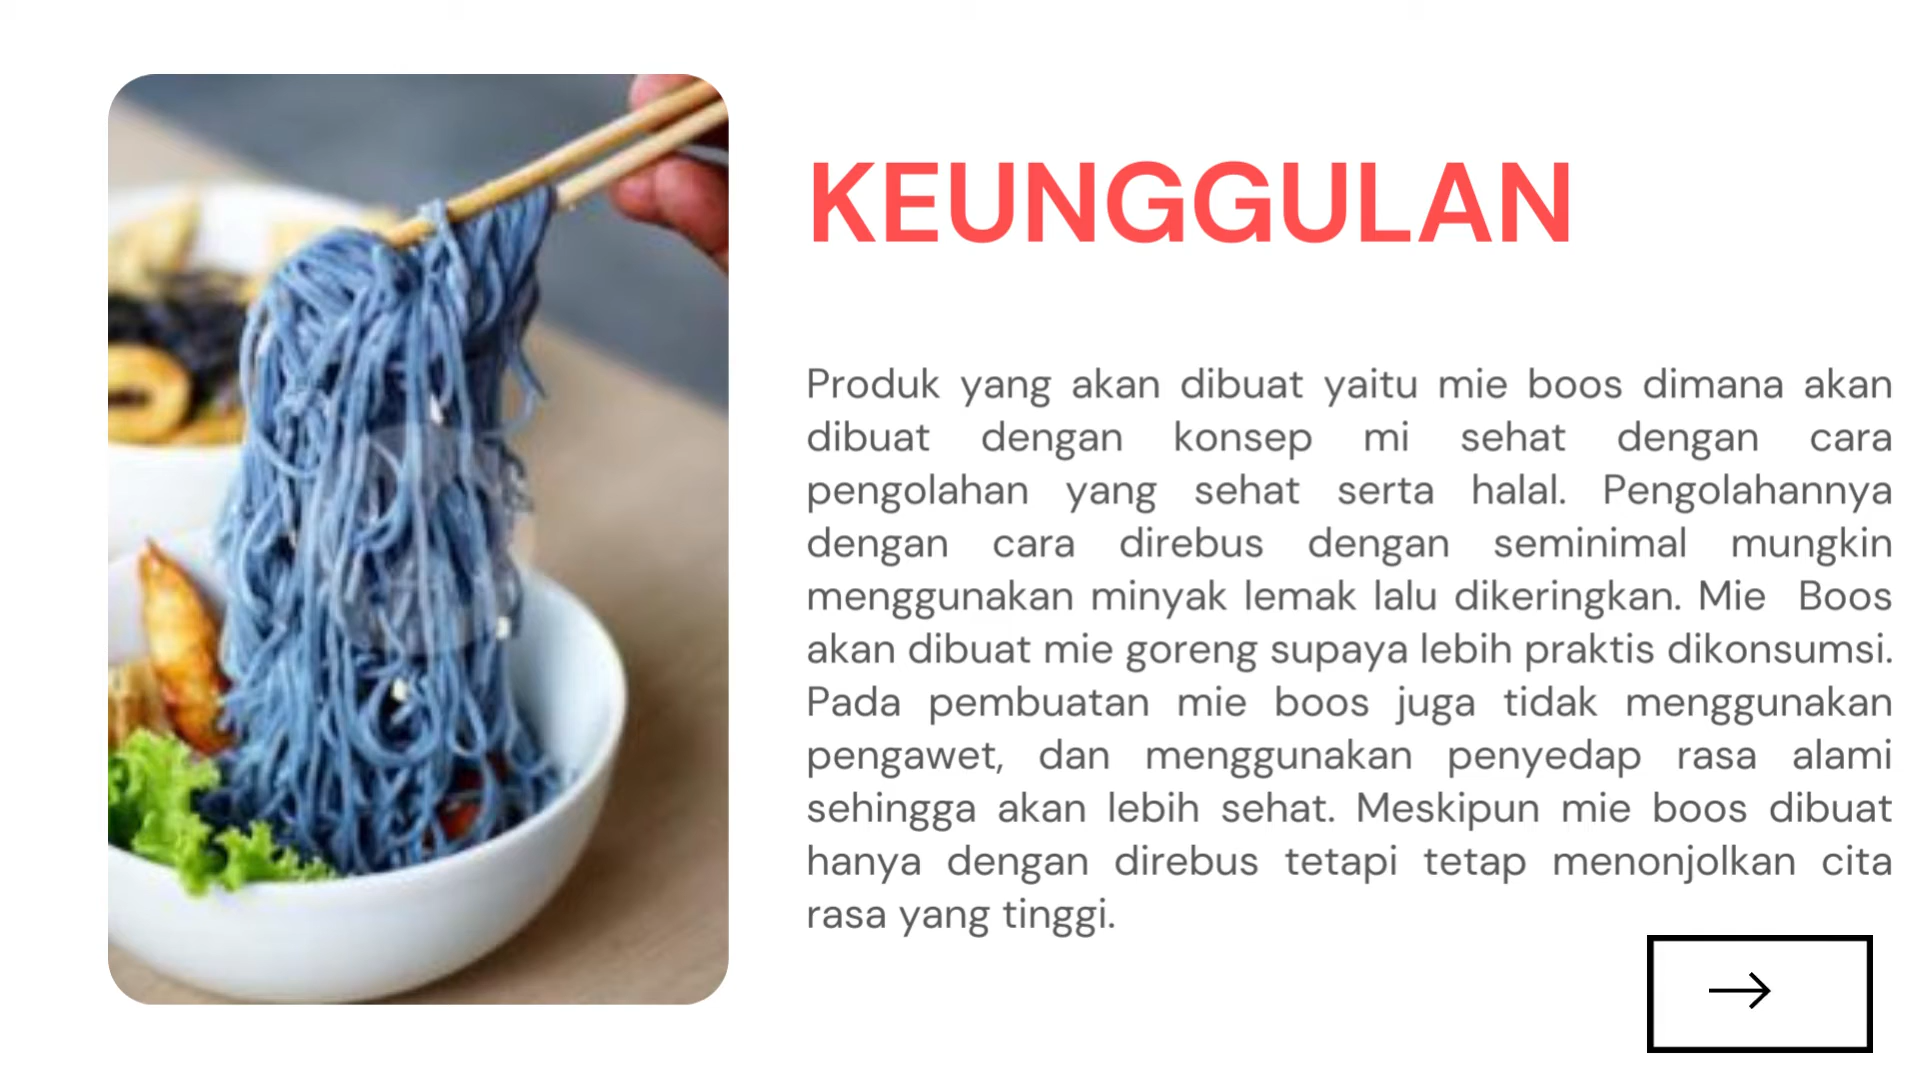 KEUNGGULAN
Produk yang akan dibuat yaitu mie boos dimana akan
dibuat dengan konsep mi sehat dengan cara
pengolahan yang sehat serta halal. Pengolahannya
dengan cara direbus dengan seminimal mungkin
menggunakan minyak lemak lalu dikeringkan. Mie Boos
akan dibuat mie goreng supaya lebih praktis dikonsumsi.
Pada pembuatan mie boos juga tidak menggunakan
pengawet, dan menggunakan penyedap rasa alami
sehingga akan lebih sehat. Meskipun mie boos dibuat
hanya dengan direbus tetapi tetap menonjolkan cita
rasa yang tinggi.